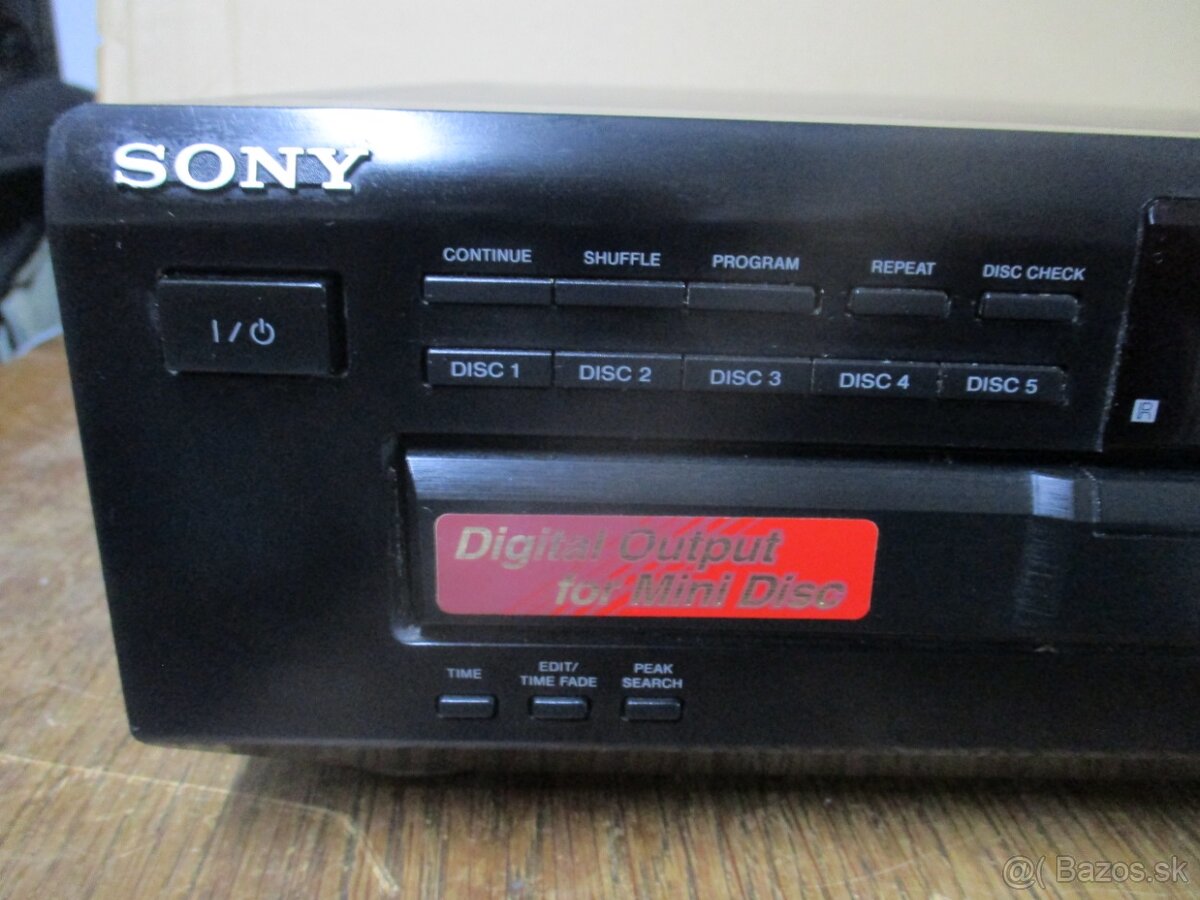 SONY
CONTINUE SHUFFLE PROGRAM REPEAT DISC CHECK
I/⏻
DISC 1 DISC 2 DISC 3 DISC 4 DISC 5
R
Digital Output
for Mini Disc
TIME EDIT/ TIME FADE PEAK SEARCH
@( Bazos.sk